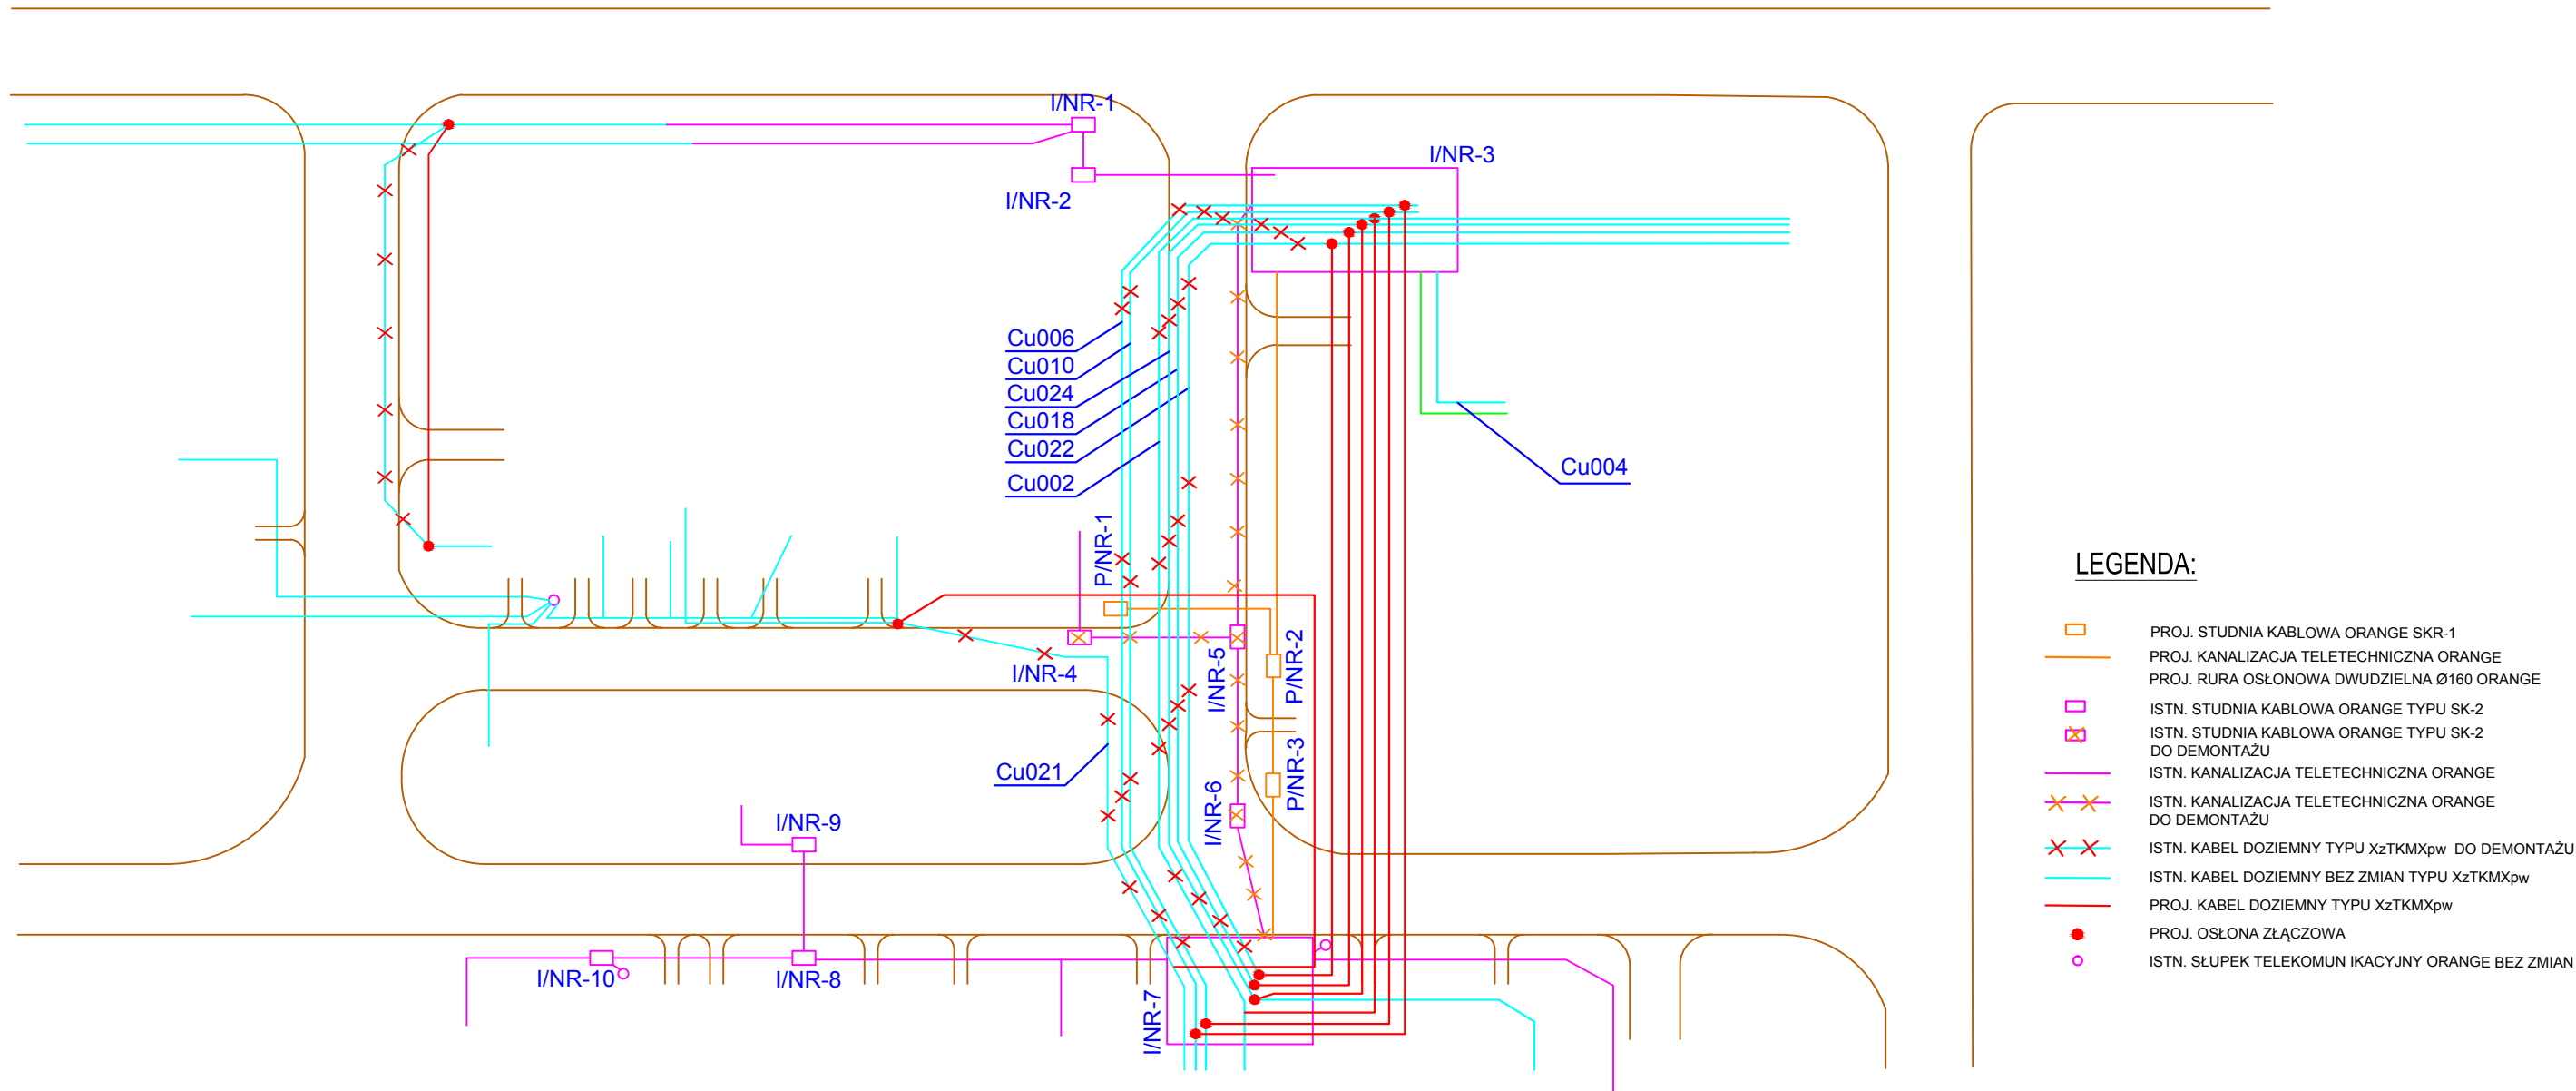 I/NR-1
I/NR-3
I/NR-2
Cu006
Cu010
Cu024
Cu018
Cu022
Cu002
Cu004
P/NR-1
I/NR-4
I/NR-5
P/NR-2
P/NR-3
Cu021
I/NR-6
I/NR-9
I/NR-10
I/NR-8
I/NR-7
LEGENDA:
PROJ. STUDNIA KABLOWA ORANGE SKR-1
PROJ. KANALIZACJA TELETECHNICZNA ORANGE
PROJ. RURA OSŁONOWA DWUDZIELNA Ø160 ORANGE
ISTN. STUDNIA KABLOWA ORANGE TYPU SK-2
ISTN. STUDNIA KABLOWA ORANGE TYPU SK-2
DO DEMONTAŻU
ISTN. KANALIZACJA TELETECHNICZNA ORANGE
ISTN. KANALIZACJA TELETECHNICZNA ORANGE
DO DEMONTAŻU
ISTN. KABEL DOZIEMNY TYPU XzTKMXpw DO DEMONTAŻU
ISTN. KABEL DOZIEMNY BEZ ZMIAN TYPU XzTKMXpw
PROJ. KABEL DOZIEMNY TYPU XzTKMXpw
PROJ. OSŁONA ZŁĄCZOWA
ISTN. SŁUPEK TELEKOMUN IKACYJNY ORANGE BEZ ZMIAN